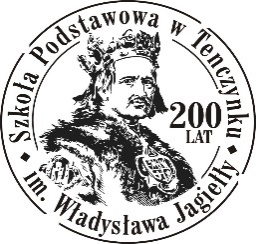 Szkoła Podstawowa w Tenczynku
200
LAT
im. Władysława Jagiełły